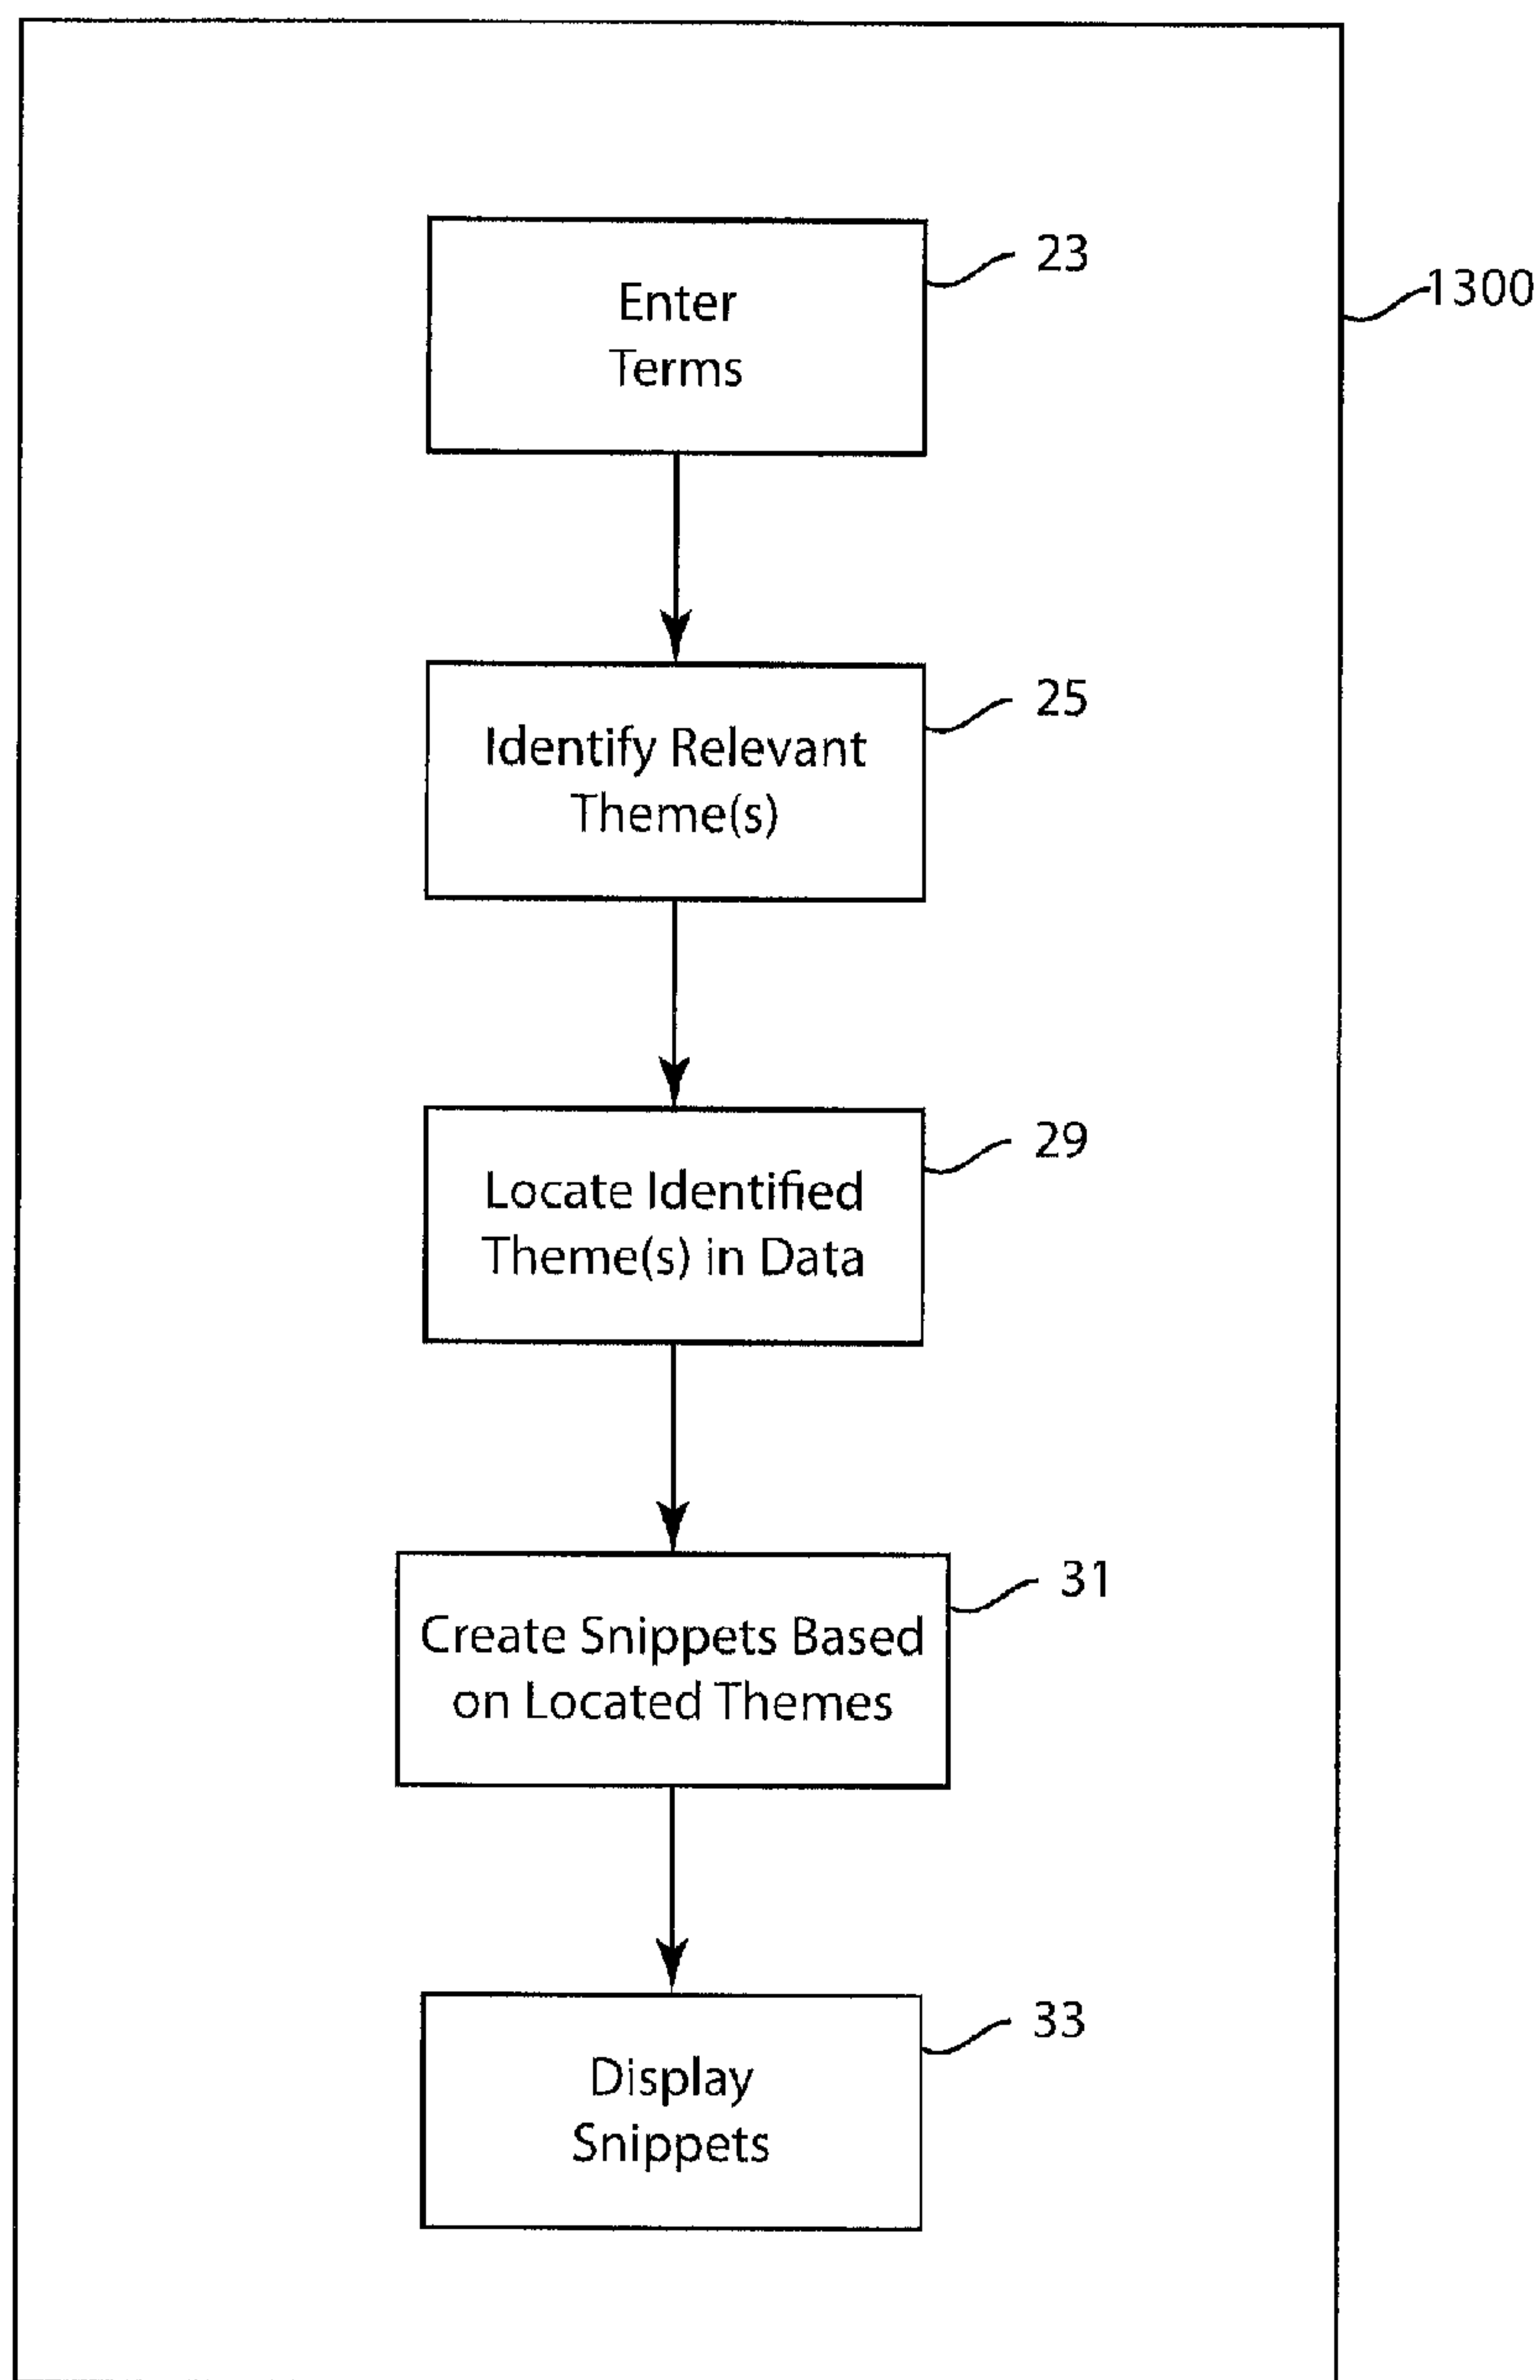 Enter
Terms
23
1300
Identify Relevant
Theme(s)
25
Locate Identified
Theme(s) in Data
29
Create Snippets Based
on Located Themes
31
Display
Snippets
33